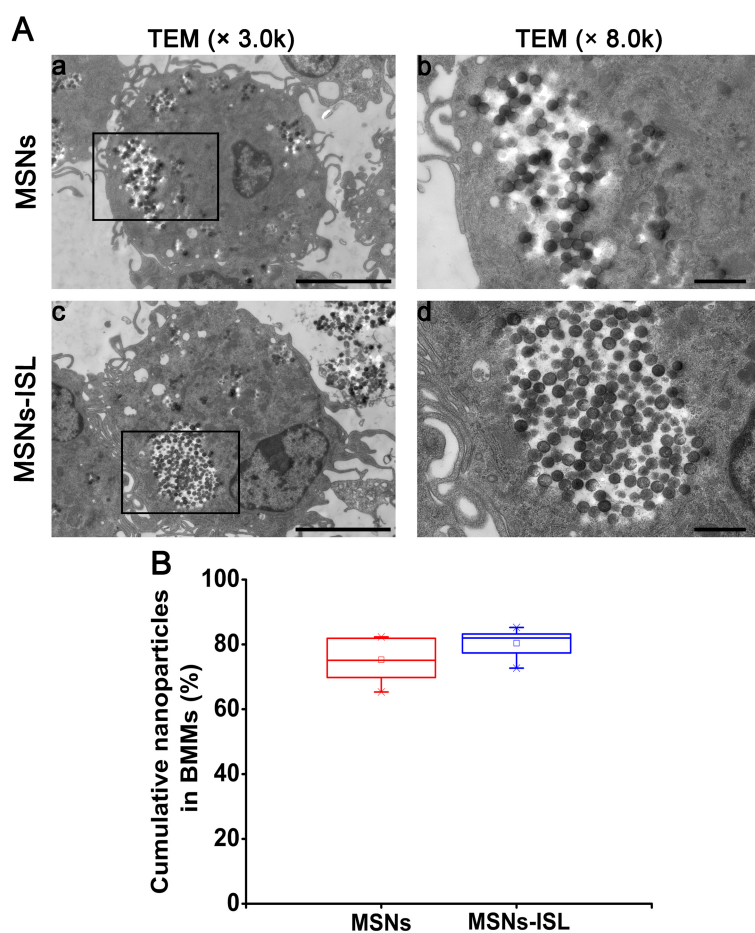 A
TEM (× 3.0k)
TEM (× 8.0k)
MSNs
a
b
MSNs-ISL
c
d
B
Cumulative nanoparticles
in BMMs (%)
100
80
60
40
20
0
MSNs
MSNs-ISL